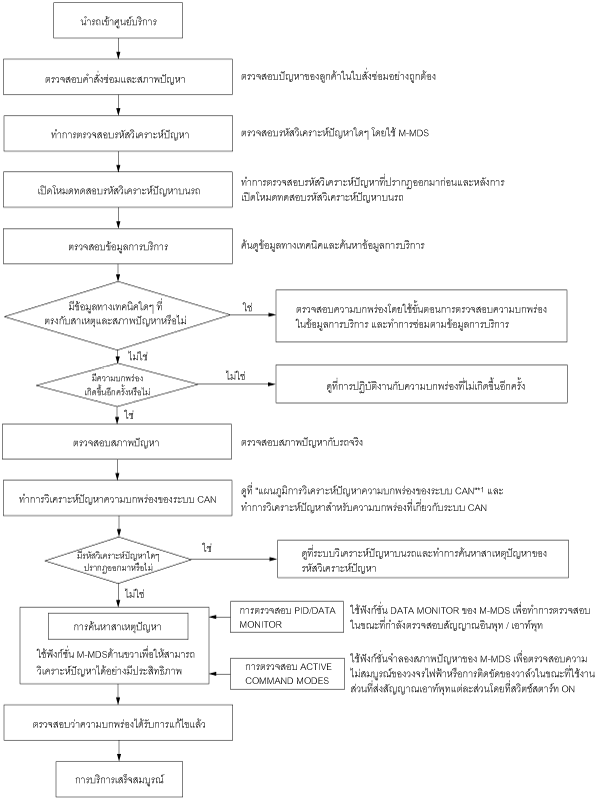 นำรถเข้าศูนย์บริการ
ตรวจสอบคำสั่งซ่อมและสภาพปัญหา
ตรวจสอบปัญหาของลูกค้าในใบสั่งซ่อมอย่างถูกต้อง
ทำการตรวจสอบรหัสวิเคราะห์ปัญหา
ตรวจสอบรหัสวิเคราะห์ปัญหาใดๆ โดยใช้ M-MDS
เปิดโหมดทดสอบรหัสวิเคราะห์ปัญหาบนรถ
ทำการตรวจสอบรหัสวิเคราะห์ปัญหาที่ปรากฏออกมาก่อนและหลังการ
เปิดโหมดทดสอบรหัสวิเคราะห์ปัญหาบนรถ
ตรวจสอบข้อมูลการบริการ
ค้นดูข้อมูลทางเทคนิคและค้นหาข้อมูลการบริการ
มีข้อมูลทางเทคนิคใดๆ ที่
ตรงกับสาเหตุและสภาพปัญหาหรือไม่
ใช่
ตรวจสอบความบกพร่องโดยใช้ขั้นตอนการตรวจสอบความบกพร่อง
ในข้อมูลการบริการ และทำการซ่อมตามข้อมูลการบริการ
ไม่ใช่
มีความบกพร่อง
เกิดขึ้นอีกครั้งหรือไม่
ไม่ใช่
ดูที่การปฏิบัติงานกับความบกพร่องที่ไม่เกิดขึ้นอีกครั้ง
ใช่
ตรวจสอบสภาพปัญหา
ตรวจสอบสภาพปัญหากับรถจริง
ทำการวิเคราะห์ปัญหาความบกพร่องของระบบ CAN
ดูที่ "แผนภูมิการวิเคราะห์ปัญหาความบกพร่องของระบบ CAN"*1 และ
ทำการวิเคราะห์ปัญหาสำหรับความบกพร่องที่เกี่ยวกับระบบ CAN
มีรหัสวิเคราะห์ปัญหาใดๆ
ปรากฏออกมาหรือไม่
ใช่
ดูที่ระบบวิเคราะห์ปัญหาบนรถและทำการค้นหาสาเหตุปัญหาของ
รหัสวิเคราะห์ปัญหา
ไม่ใช่
การค้นหาสาเหตุปัญหา
ใช้ฟังก์ชั่น M-MDSด้านขวาเพื่อให้สามารถ
วิเคราะห์ปัญหาได้อย่างมีประสิทธิภาพ
การตรวจสอบ PID/DATA
MONITOR
ใช้ฟังก์ชั่น DATA MONITOR ของ M-MDS เพื่อทำการตรวจสอบ
ในขณะที่กำลังตรวจสอบสัญญาณอินพุท / เอาท์พุท
การตรวจสอบ ACTIVE
COMMAND MODES
ใช้ฟังก์ชั่นจำลองสภาพปัญหาของ M-MDS เพื่อตรวจสอบความ
ไม่สมบูรณ์ของวงจรไฟฟ้าหรือการติดขัดของวาล์วในขณะที่ใช้งาน
ส่วนที่ส่งสัญญาณเอาท์พุทแต่ละส่วนโดยที่สวิตช์สตาร์ท ON
ตรวจสอบว่าความบกพร่องได้รับการแก้ไขแล้ว
การบริการเสร็จสมบูรณ์